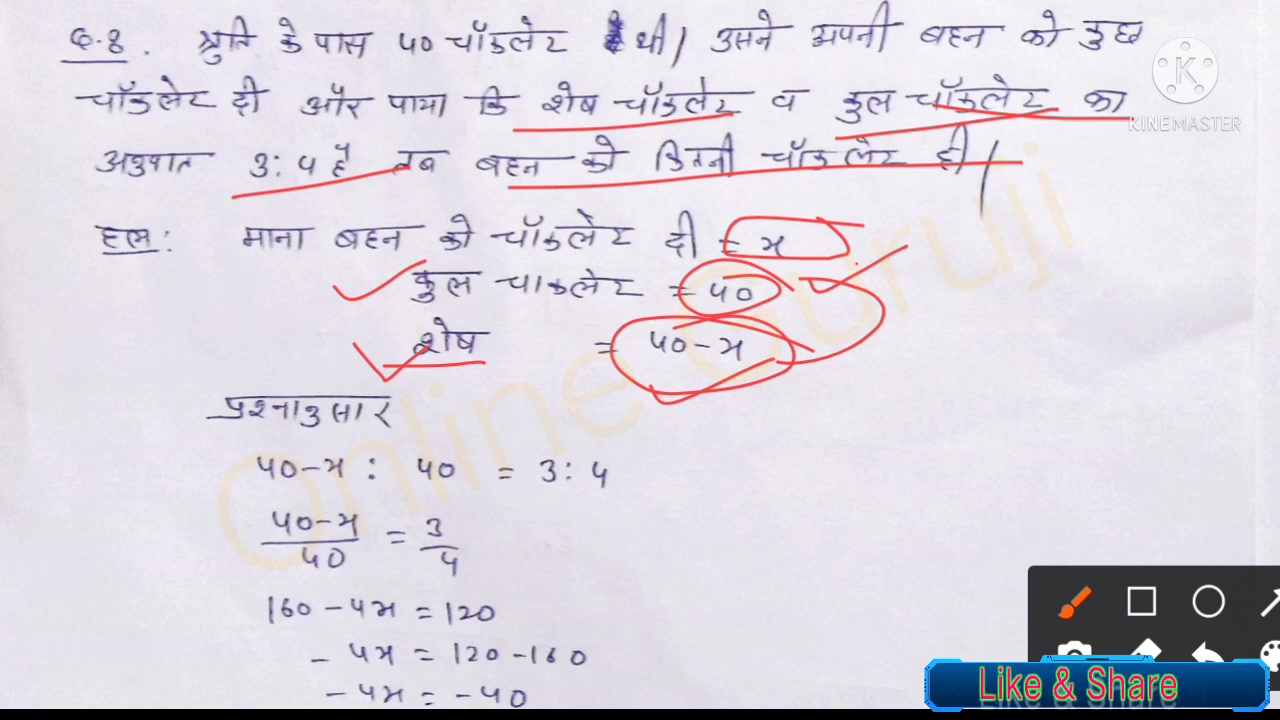 Q.8. श्रुति के पास 40 चॉकलेट थी। उसने अपनी बहन को कुछ
चॉकलेट दी और पाया कि शेष चॉकलेट व कुल चॉकलेट का
अनुपात 3:4 है तब बहन को कितनी चॉकलेट दी।
हल: माना बहन को चॉकलेट दी = x
कुल चाकलेट = 40
शेष = 40-x
प्रश्नानुसार
40-x : 40 = 3:4
40-x/40 = 3/4
160-4x = 120
-4x = 120-160
-4x = -40
KINEMASTER
Online Guruji
Like & Share